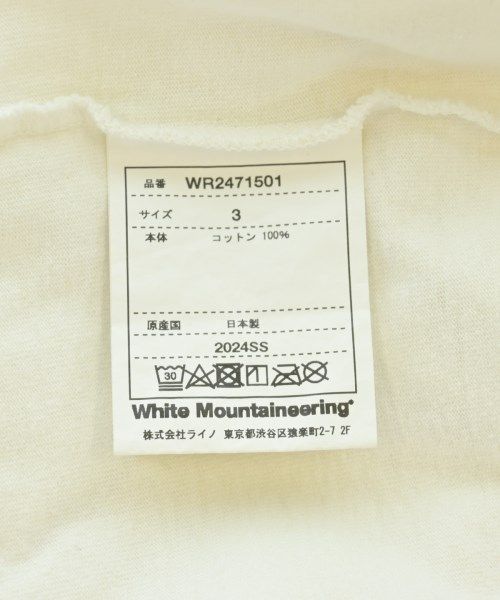 品番 WR2471501
サイズ 3
本体 コットン 100%
原産国 日本製
2024SS
30
White Mountaineering®
株式会社ライノ 東京都渋谷区猿楽町2-7 2F